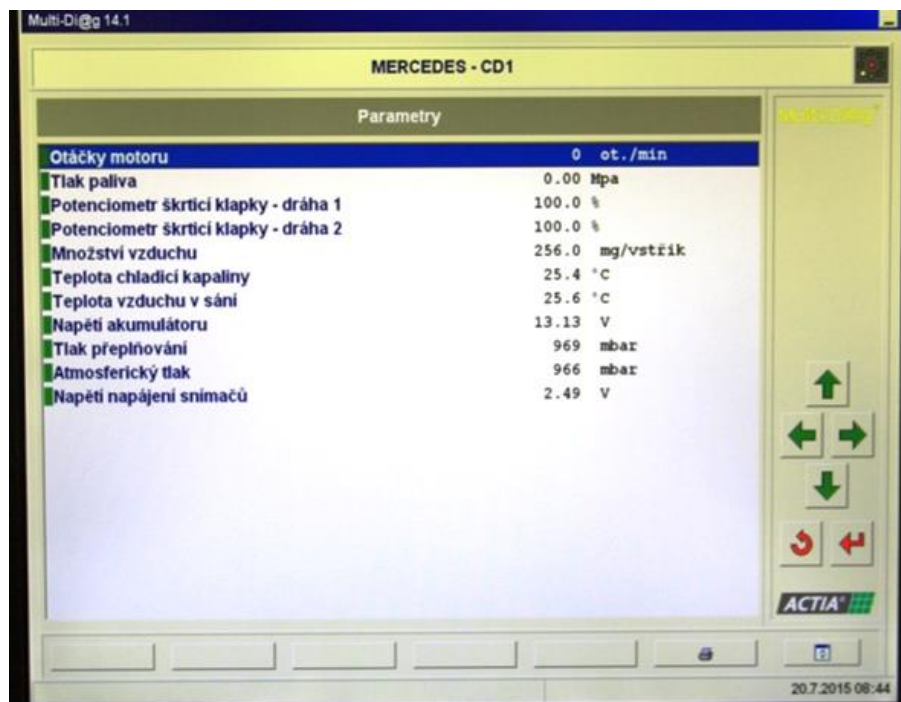 Multi-Di@g 14.1
MERCEDES - CD1
Parametry
Multi-Di@g
Otáčky motoru 0 ot./min
Tlak paliva 0.00 Mpa
Potenciometr škrticí klapky - dráha 1 100.0 %
Potenciometr škrticí klapky - dráha 2 100.0 %
Množství vzduchu 256.0 mg/vstřik
Teplota chladicí kapaliny 25.4 °C
Teplota vzduchu v sání 25.6 °C
Napětí akumulátoru 13.13 V
Tlak přeplňování 969 mbar
Atmosferický tlak 966 mbar
Napětí napájení snímačů 2.49 V
ACTIA®
20.7.2015 08:44